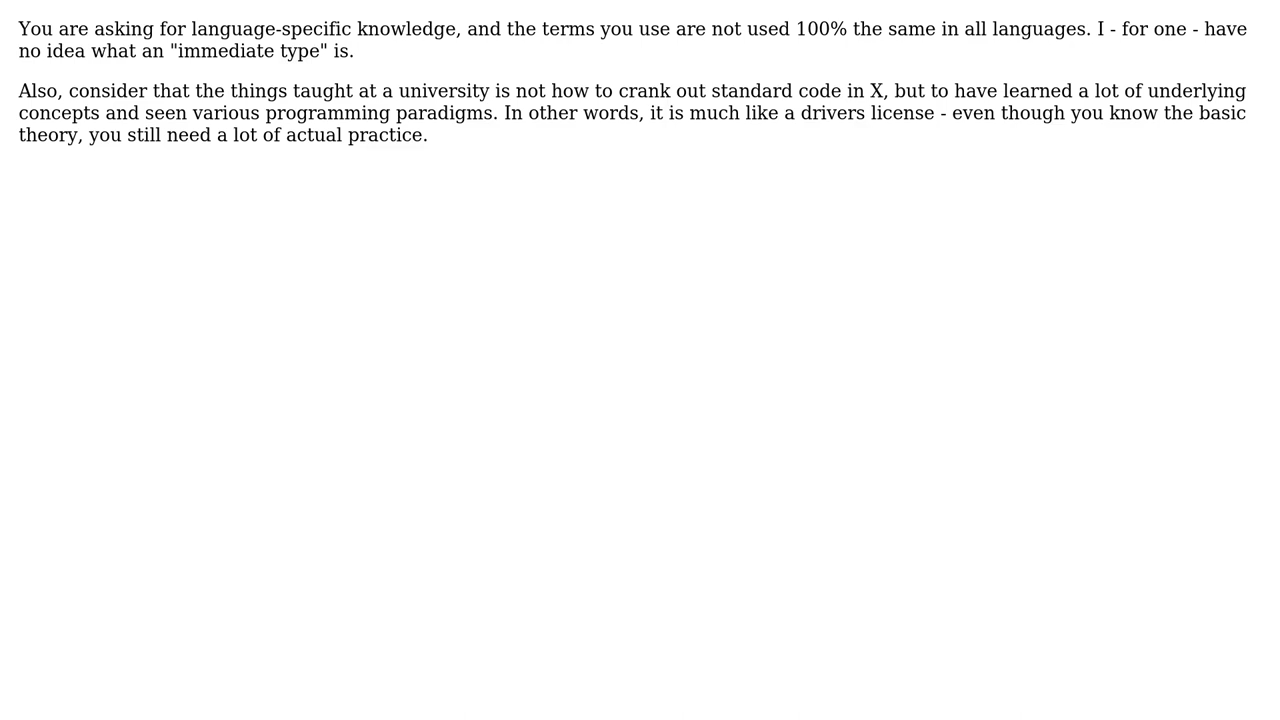 You are asking for language-specific knowledge, and the terms you use are not used 100% the same in all languages. I - for one - have
no idea what an "immediate type" is.
Also, consider that the things taught at a university is not how to crank out standard code in X, but to have learned a lot of underlying
concepts and seen various programming paradigms. In other words, it is much like a drivers license - even though you know the basic
theory, you still need a lot of actual practice.